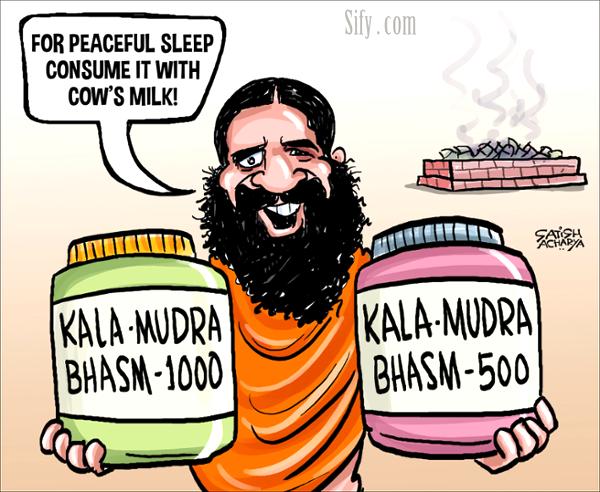 Sify.com
FOR PEACEFUL SLEEP
CONSUME IT WITH
COW'S MILK!
SATISH
ACHARYA
KALA-MUDRA
BHASM-1000
KALA-MUDRA
BHASM-500